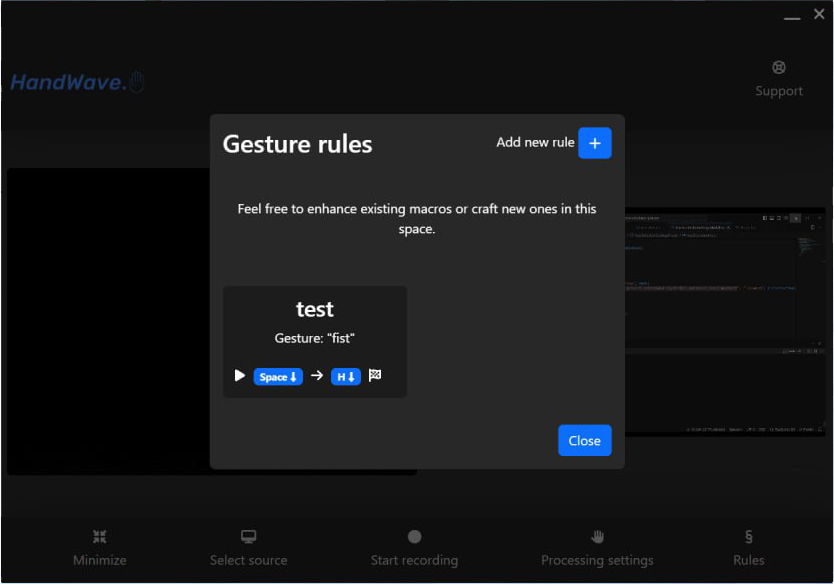 HandWave.
Support
Gesture rules
Add new rule +
Feel free to enhance existing macros or craft new ones in this
space.
test
Gesture: "fist"
Space ↓ → H ↓
Close
Minimize
Select source
Start recording
Processing settings
§
Rules